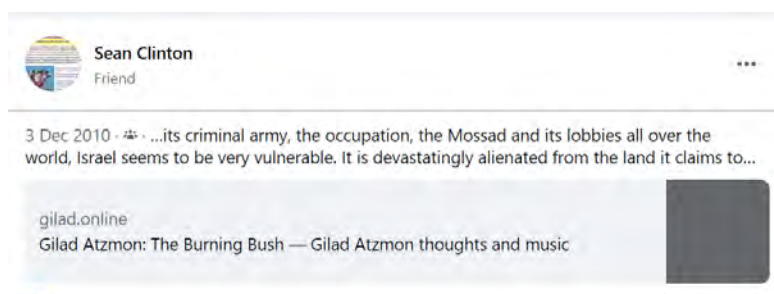 Sean Clinton
Friend
3 Dec 2010 · · ...its criminal army, the occupation, the Mossad and its lobbies all over the
world, Israel seems to be very vulnerable. It is devastatingly alienated from the land it claims to...
gilad.online
Gilad Atzmon: The Burning Bush — Gilad Atzmon thoughts and music